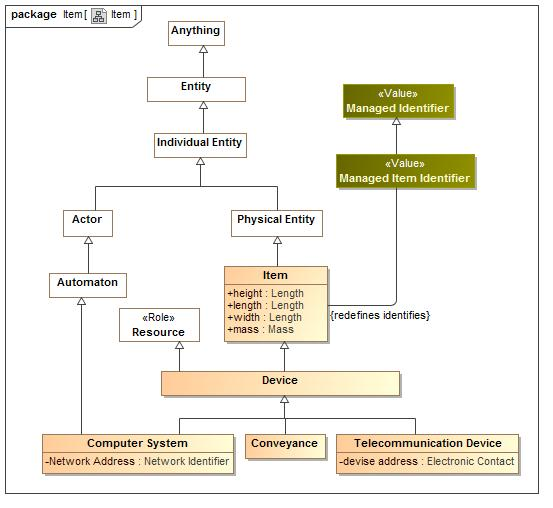 package Item [ Item ]
Anything
Entity
«Value»
Managed Identifier
Individual Entity
«Value»
Managed Item Identifier
Actor
Physical Entity
Automaton
Item
+height : Length
+length : Length
+width : Length
+mass : Mass
{redefines identifies}
«Role»
Resource
Device
Computer System
-Network Address : Network Identifier
Conveyance
Telecommunication Device
-devise address : Electronic Contact